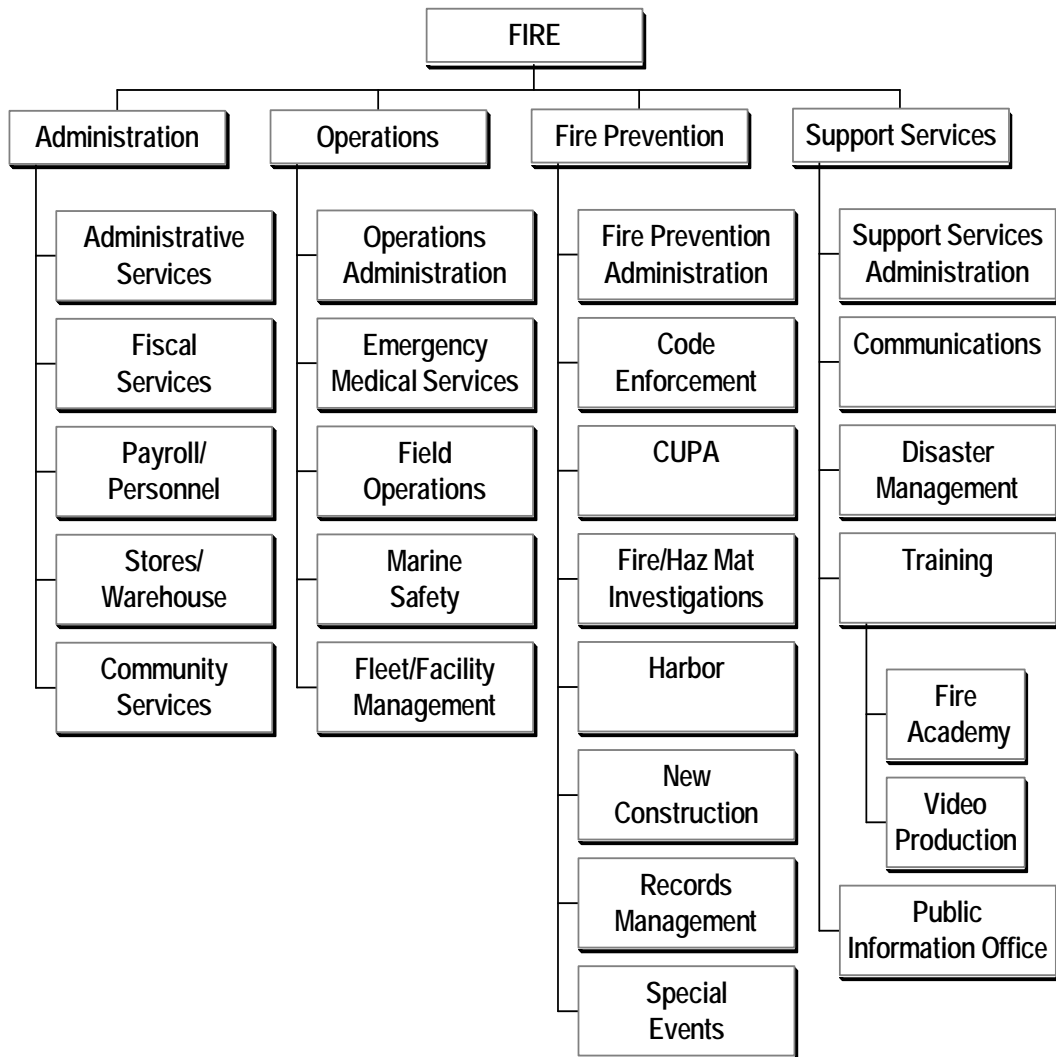 FIRE
Administration
Operations
Fire Prevention
Support Services
Administrative
Services
Fiscal
Services
Payroll/
Personnel
Stores/
Warehouse
Community
Services
Operations
Administration
Emergency
Medical Services
Field
Operations
Marine
Safety
Fleet/Facility
Management
Fire Prevention
Administration
Code
Enforcement
CUPA
Fire/Haz Mat
Investigations
Harbor
New
Construction
Records
Management
Special
Events
Support Services
Administration
Communications
Disaster
Management
Training
Fire
Academy
Video
Production
Public
Information Office